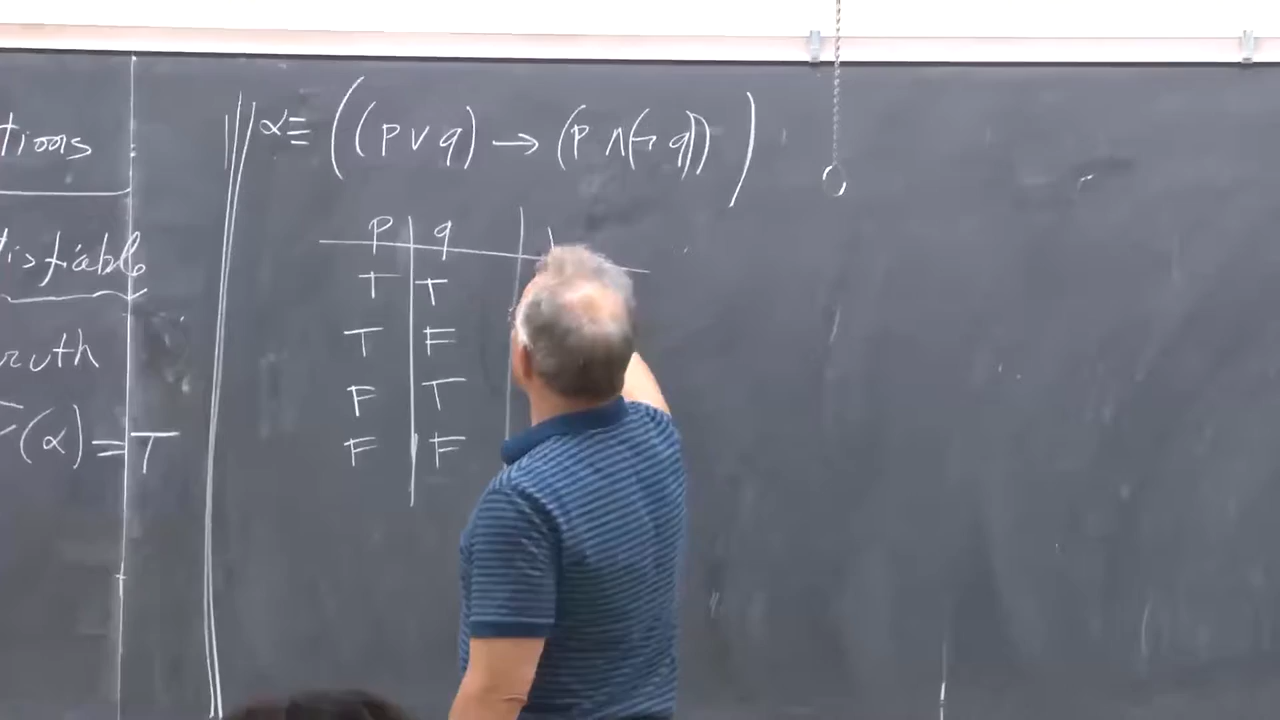 tions
tisfiable
ruth
(α) = T
α ≡ ((p ∨ q) → (p ∧ (¬ q)))
p q
T T
T F
F T
F F